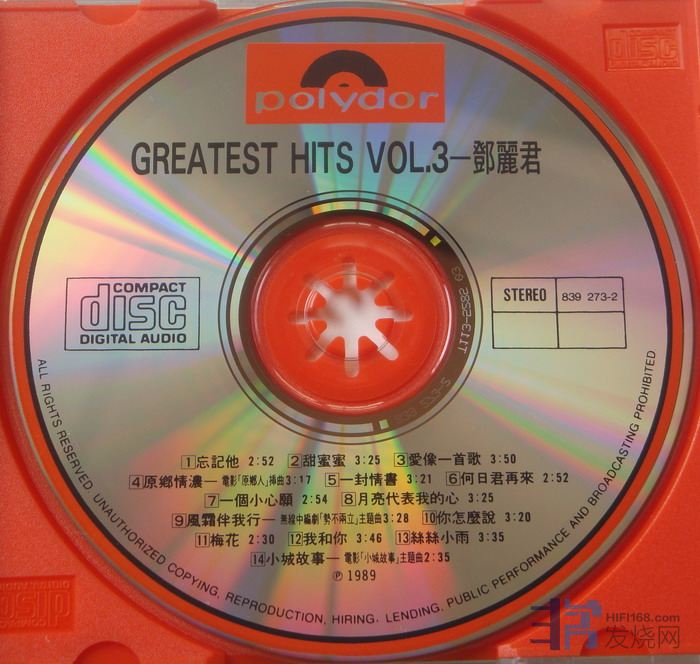 polydor
GREATEST HITS VOL.3—鄧麗君
COMPACT
disc
DIGITAL AUDIO
STEREO 839 273-2
1忘記他 2:52 2甜蜜蜜 3:25 3愛像一首歌 3:50
4原鄉情濃—電影「原鄉人」插曲3:17 5一封情書 3:21 6何日君再來 2:52
7一個小心願 2:54 8月亮代表我的心 3:25
9風霜伴我行—無線中編劇「勢不兩立」主題曲3:28 10你怎麼說 3:20
11梅花 2:30 12我和你 3:46 13絲絲小雨 3:35
14小城故事—電影「小城故事」主題曲2:35
℗ 1989
ALL RIGHTS RESERVED. UNAUTHORIZED COPYING, REPRODUCTION, HIRING, LENDING, PUBLIC PERFORMANCE AND BROADCASTING PROHIBITED
disc
HIFI168.com
发烧网